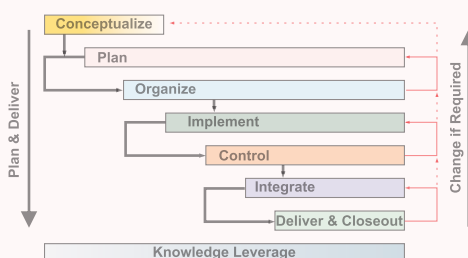 Conceptualize
Plan
Organize
Implement
Control
Integrate
Deliver & Closeout
Knowledge Leverage
Plan & Deliver
Change if Required